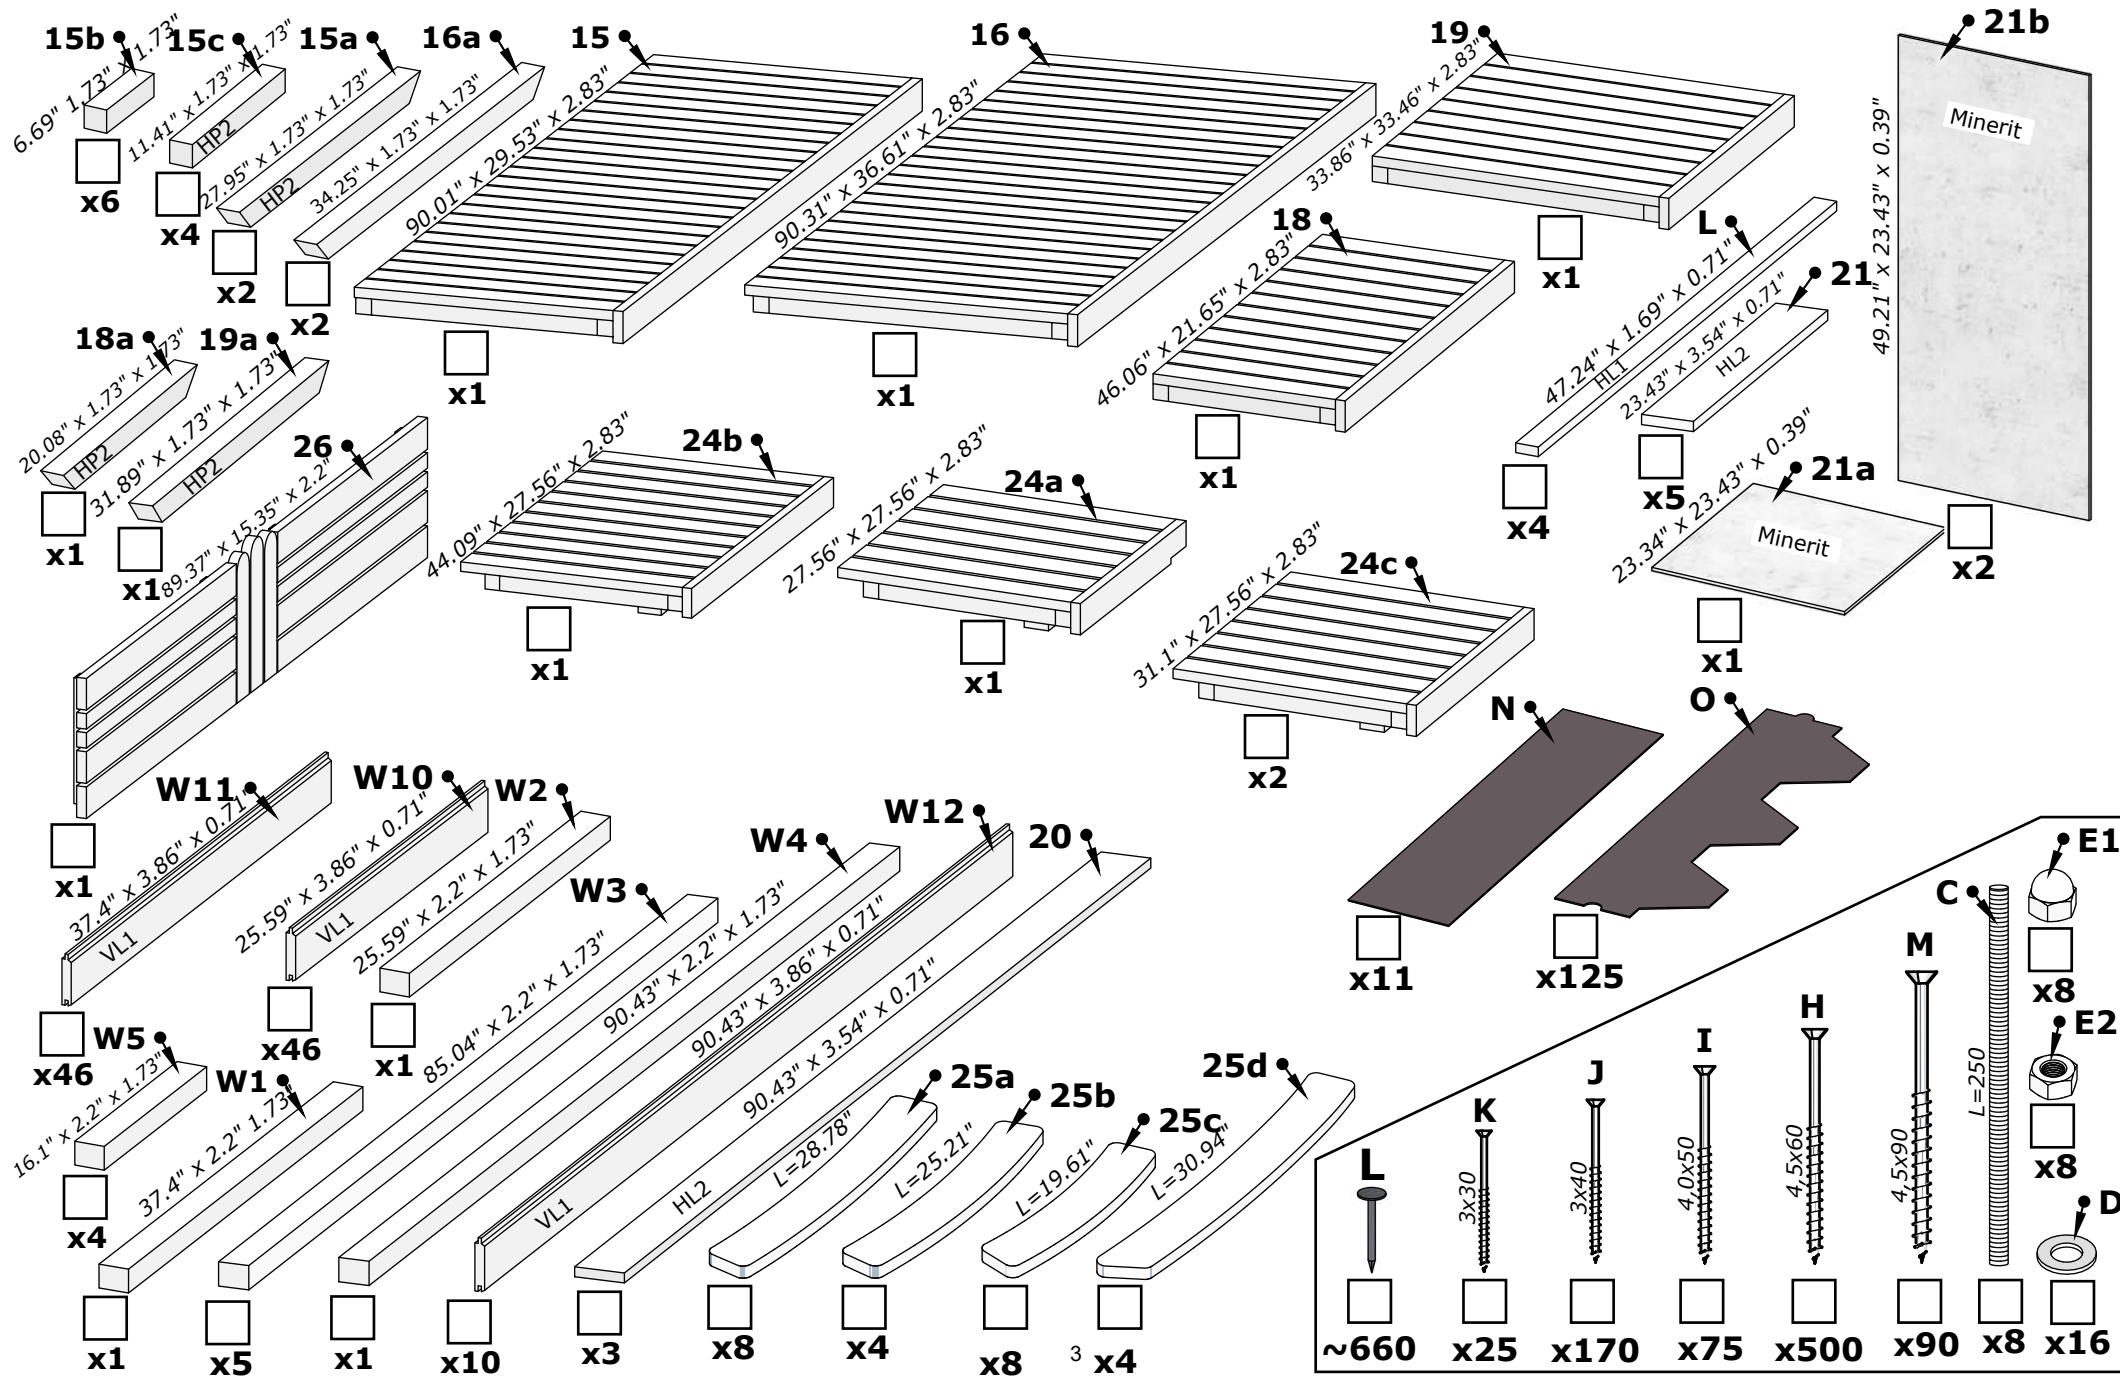 15b
6.69" 1.73" x 1.73"
x6
15c
11.41" x 1.73" x 1.73"
HP2
x4
15a
27.95" x 1.73" x 1.73"
HP2
x2
16a
34.25" x 1.73" x 1.73"
x2
15
90.01" x 29.53" x 2.83"
x1
16
90.31" x 36.61" x 2.83"
x1
19
33.86" x 33.46" x 2.83"
x1
21b
Minerit
49.21" x 23.43" x 0.39"
x2
18
46.06" x 21.65" x 2.83"
x1
L
47.24" x 1.69" x 0.71"
HL1
x4
21
23.43" x 3.54" x 0.71"
HL2
x5
21a
23.34" x 23.43" x 0.39"
Minerit
x1
18a
20.08" x 1.73" x 1.73"
HP2
x1
19a
31.89" x 1.73" x 1.73"
HP2
x1
26
89.37" x 15.35" x 2.2"
x1
24b
44.09" x 27.56" x 2.83"
x1
24a
27.56" x 27.56" x 2.83"
x1
24c
31.1" x 27.56" x 2.83"
x2
N
x11
O
x125
W11
37.4" x 3.86" x 0.71"
VL1
x46
W10
25.59" x 3.86" x 0.71"
VL1
x46
W2
25.59" x 2.2" x 1.73"
x1
W5
16.1" x 2.2" x 1.73"
x4
W1
37.4" x 2.2" 1.73"
x1
W3
85.04" x 2.2" x 1.73"
x5
W4
90.43" x 2.2" x 1.73"
x1
W12
90.43" x 3.86" x 0.71"
VL1
x10
20
90.43" x 3.54" x 0.71"
HL2
x3
25a
L=28.78"
x8
25b
L=25.21"
x4
25c
L=19.61"
x8
25d
L=30.94"
x4
3
L
~660
K
3x30
x25
J
3x40
x170
I
4,0x50
x75
H
4,5x60
x500
M
4,5x90
x90
C
L=250
x8
E1
x8
E2
x8
D
x16